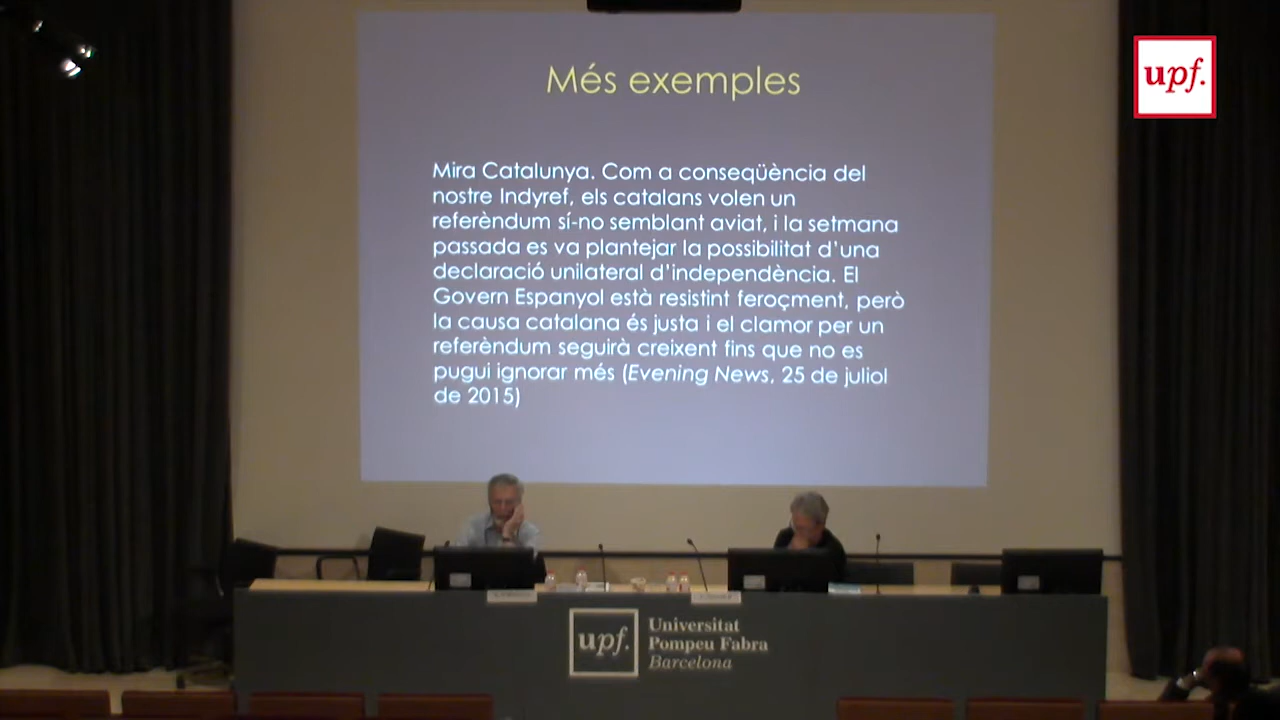 upf.
Més exemples
Mira Catalunya. Com a conseqüència del
nostre Indyref, els catalans volen un
referèndum sí-no semblant aviat, i la setmana
passada es va plantejar la possibilitat d'una
declaració unilateral d'independència. El
Govern Espanyol està resistint feroçment, però
la causa catalana és justa i el clamor per un
referèndum seguirà creixent fins que no es
pugui ignorar més (Evening News, 25 de juliol
de 2015)
upf.
Universitat
Pompeu Fabra
Barcelona